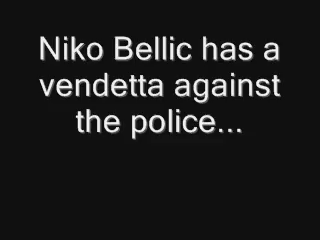 Niko Bellic has a
vendetta against
the police...